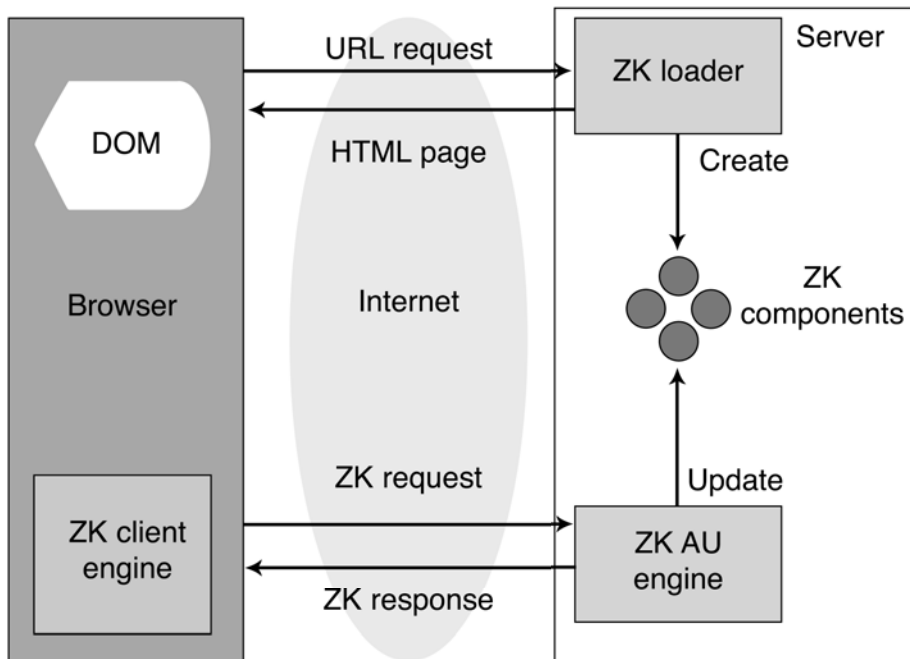 URL request
Server
ZK loader
DOM
HTML page
Create
Browser
Internet
ZK
components
ZK request
Update
ZK client
engine
ZK AU
engine
ZK response